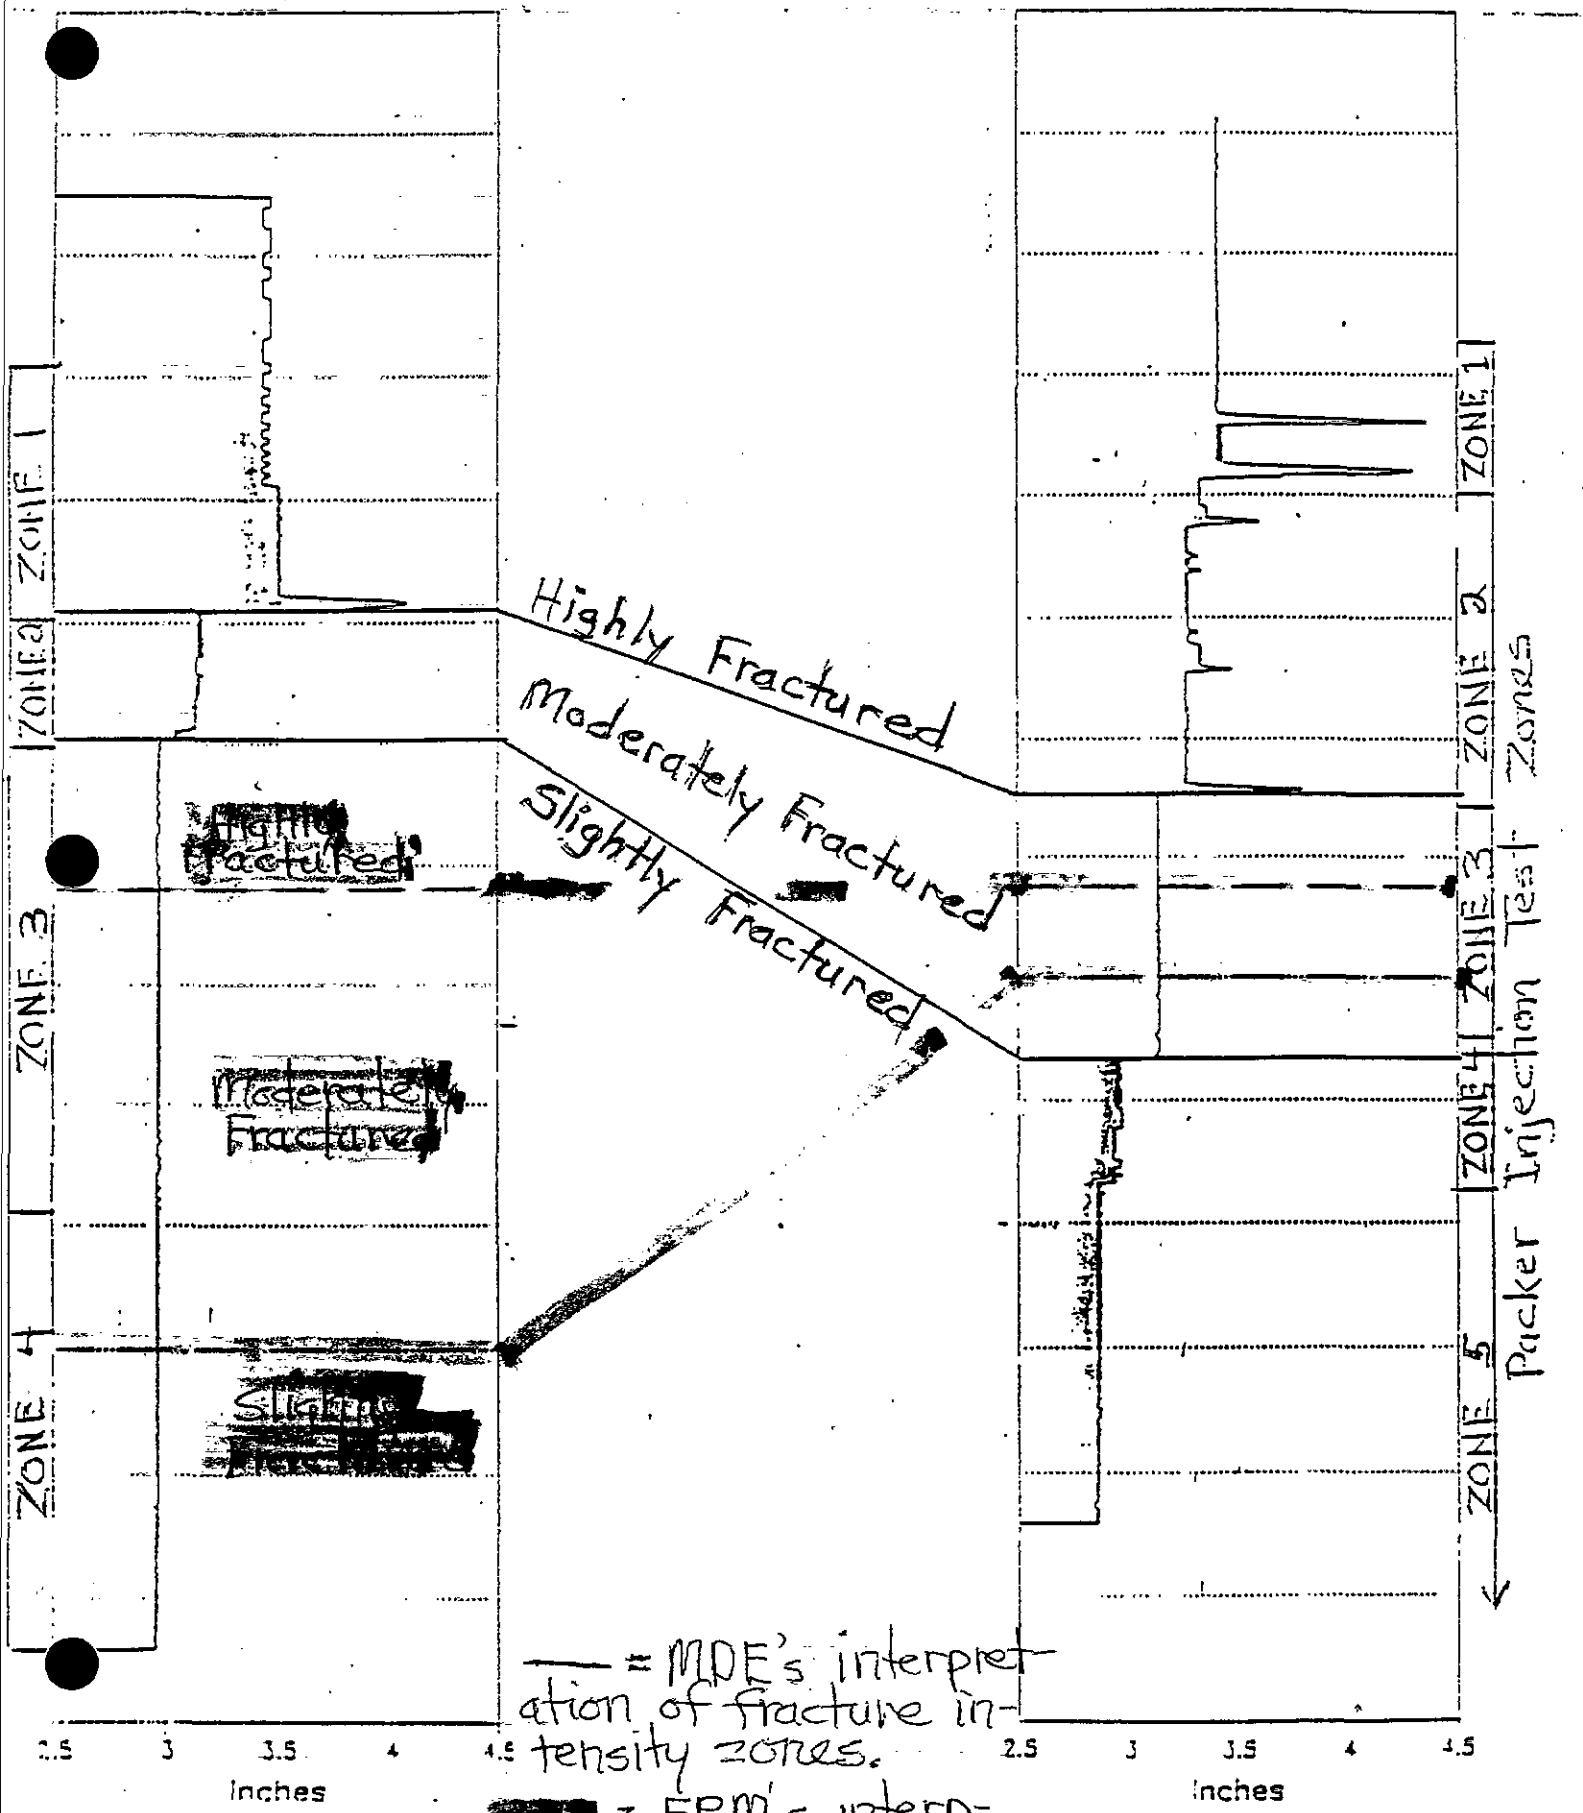 ZONE 1
ZONE 2
ZONE 3
ZONE 4
Highly
Fractured
Moderately
Fractured
Highly Fractured
Moderately Fractured
Slightly Fractured
ZONE 1
ZONE 2
ZONE 3
ZONE 4
ZONE 5
Packer Injection Test Zones
= MDE's interpret-
ation of fracture in-
tensity zones.
3 3.5 4 4.5
Inches
2.5 3 3.5 4 4.5
Inches